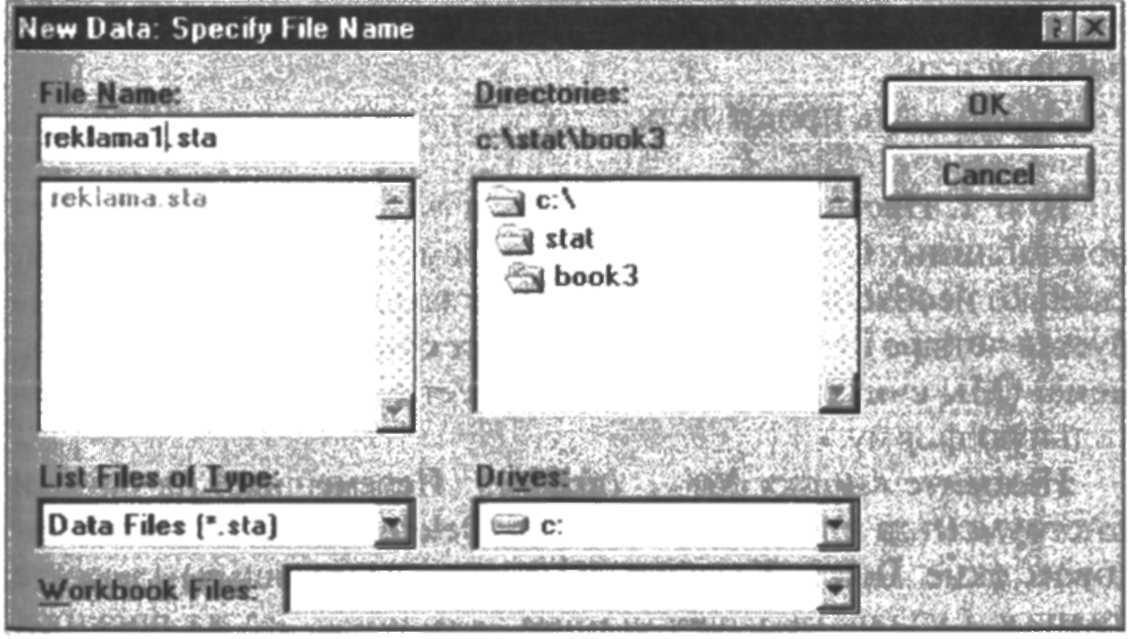 New Data: Specify File Name
File Name:
reklama1.sta
reklama.sta
List Files of Type:
Data Files (*.sta)
Directories:
c:\stat\book3
c:\
stat
book3
Drives:
c:
Workbook Files:
OK
Cancel